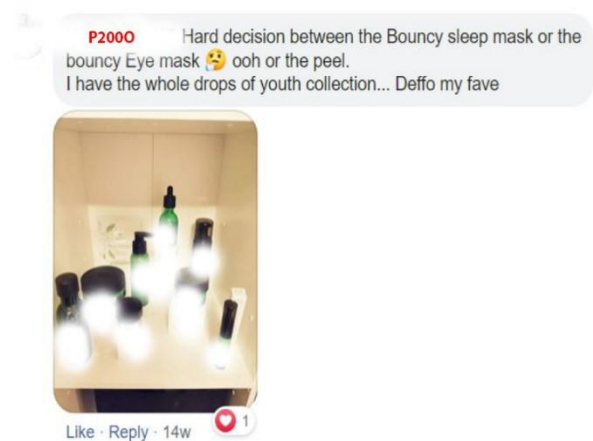 P200O Hard decision between the Bouncy sleep mask or the
bouncy Eye mask 🤔 ooh or the peel.
I have the whole drops of youth collection... Deffo my fave
Like · Reply · 14w
1